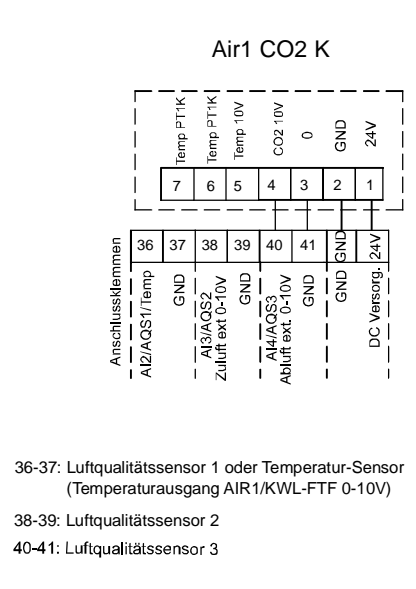 Air1 CO2 K
Temp PT1K
Temp PT1K
Temp 10V
CO2 10V
0
GND
24V
7 6 5 4 3 2 1
Anschlussklemmen
36 37 38 39 40 41 GND 24V
AI2/AQS1/Temp
GND
AI3/AQS2
Zuluft ext 0-10V
GND
AI4/AQS3
Abluft ext. 0-10V
GND
GND
DC Versorg.
36-37: Luftqualitätssensor 1 oder Temperatur-Sensor
(Temperaturausgang AIR1/KWL-FTF 0-10V)
38-39: Luftqualitätssensor 2
40-41: Luftqualitätssensor 3